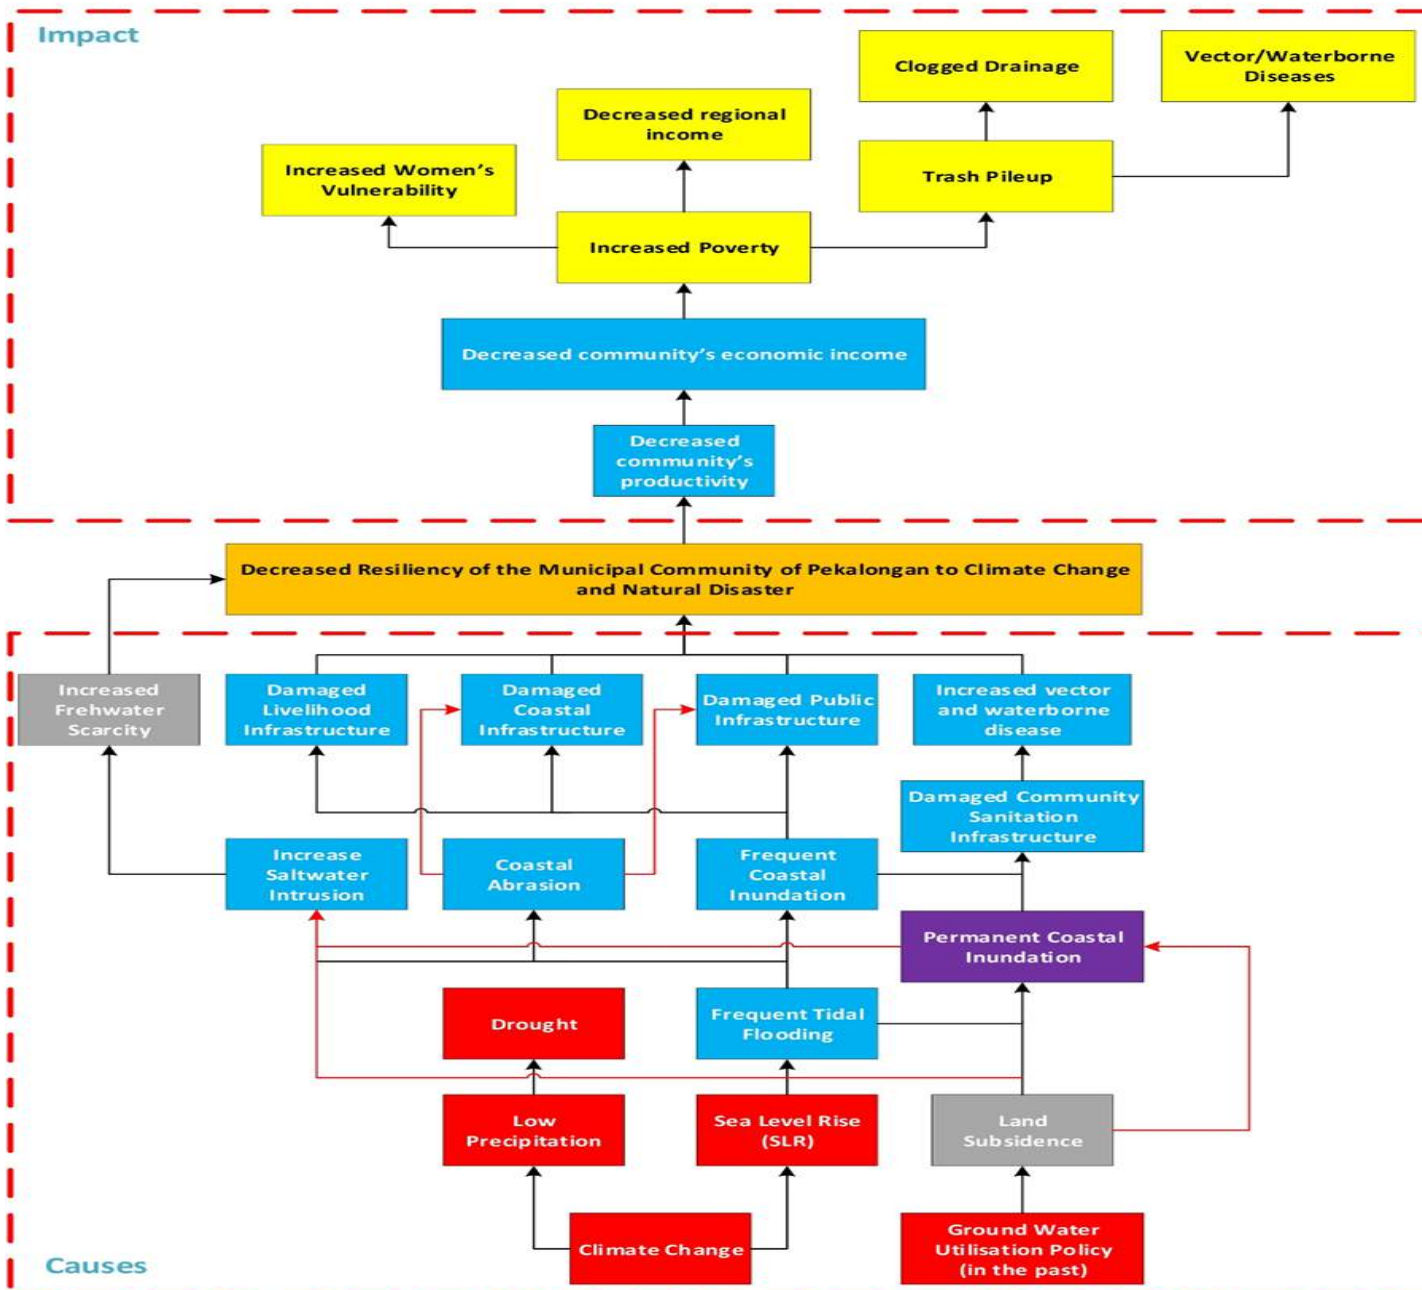 Impact
Clogged Drainage
Vector/Waterborne
Diseases
Decreased regional
income
Increased Women's
Vulnerability
Trash Pileup
Increased Poverty
Decreased community's economic income
Decreased
community's
productivity
Decreased Resiliency of the Municipal Community of Pekalongan to Climate Change
and Natural Disaster
Increased
Frehwater
Scarcity
Damaged
Livelihood
Infrastructure
Damaged
Coastal
Infrastructure
Damaged Public
Infrastructure
Increased vector
and waterborne
disease
Damaged Community
Sanitation
Infrastructure
Increase
Saltwater
Intrusion
Coastal
Abrasion
Frequent
Coastal
Inundation
Permanent Coastal
Inundation
Drought
Frequent Tidal
Flooding
Low
Precipitation
Sea Level Rise
(SLR)
Land
Subsidence
Climate Change
Ground Water
Utilisation Policy
(in the past)
Causes